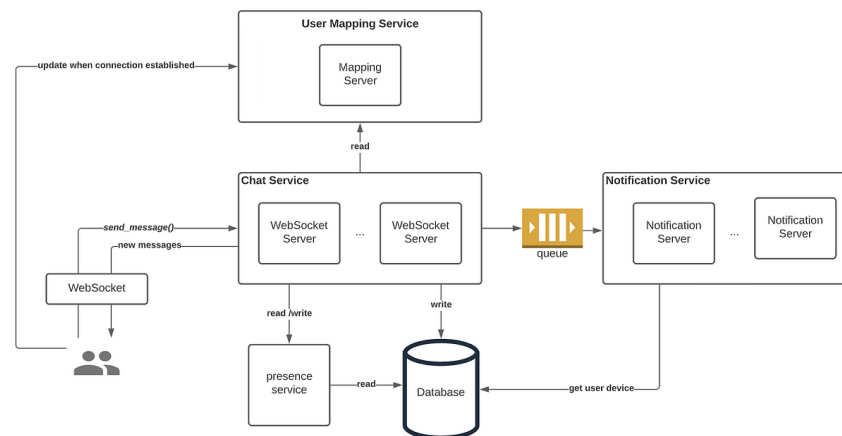 User Mapping Service
update when connection established
Mapping
Server
read
Chat Service
Notification Service
send_message()
new messages
WebSocket
Server
...
WebSocket
Server
Notification
Server
...
Notification
Server
queue
WebSocket
read /write
write
presence
service
read
Database
get user device